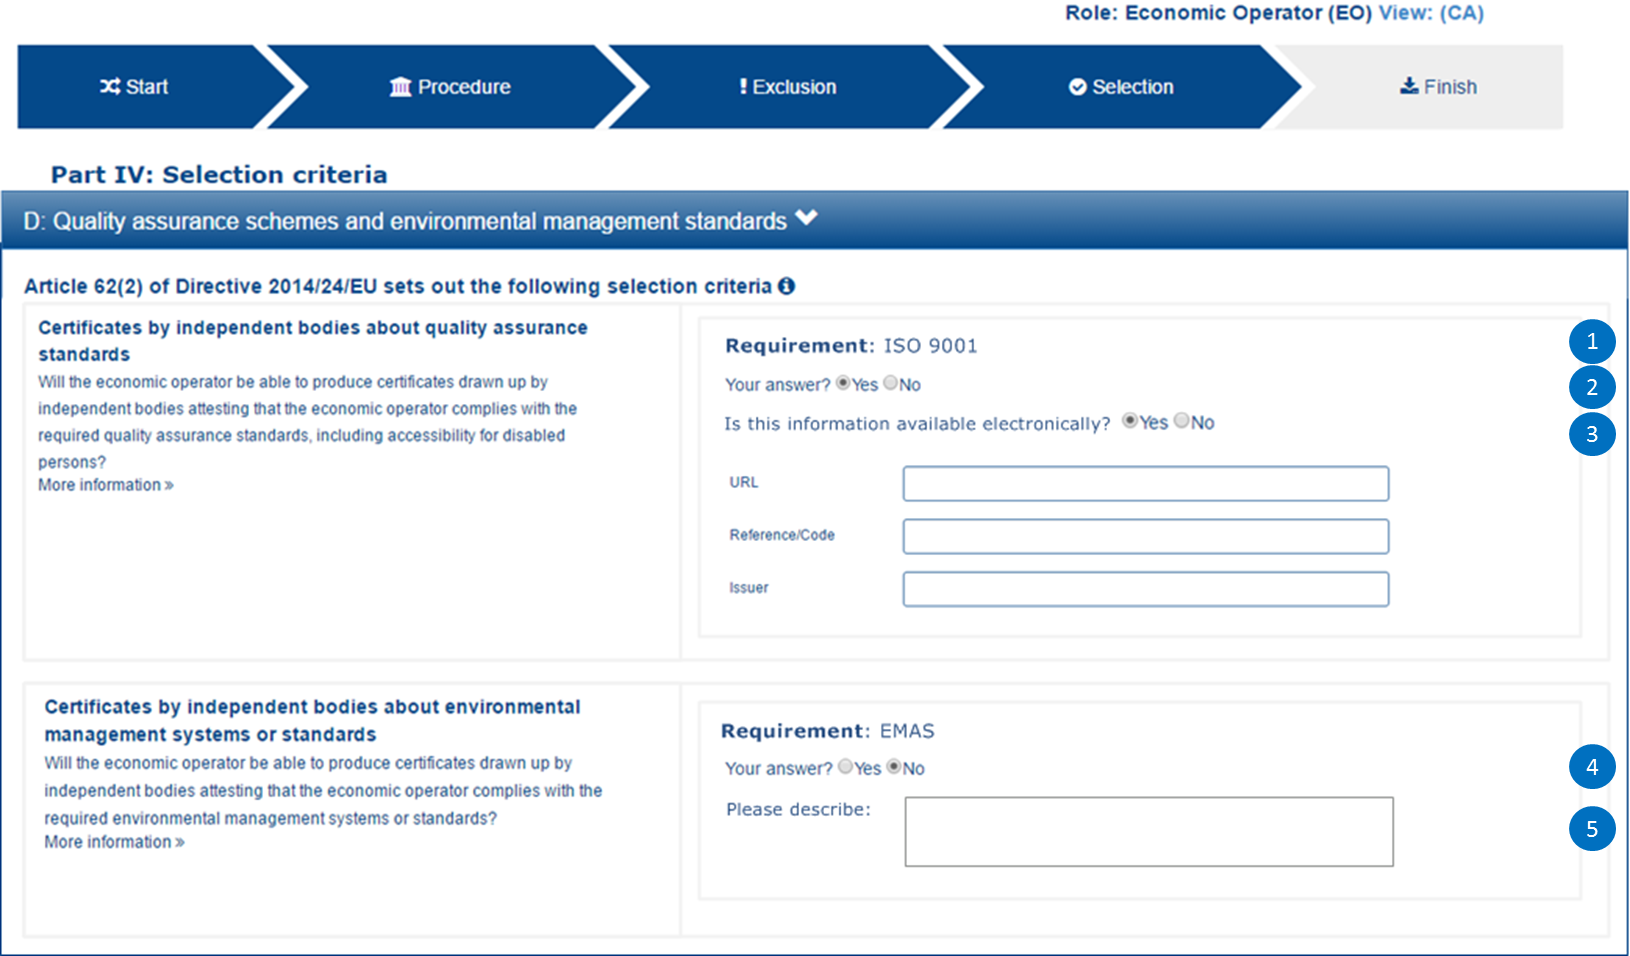 Role: Economic Operator (EO) View: (CA)
Start
Procedure
Exclusion
Selection
Finish
Part IV: Selection criteria
D: Quality assurance schemes and environmental management standards
Article 62(2) of Directive 2014/24/EU sets out the following selection criteria
Certificates by independent bodies about quality assurance
standards
Will the economic operator be able to produce certificates drawn up by
independent bodies attesting that the economic operator complies with the
required quality assurance standards, including accessibility for disabled
persons?
More information »
Requirement: ISO 9001
1
Your answer? Yes No
2
Is this information available electronically? Yes No
3
URL
Reference/Code
Issuer
Certificates by independent bodies about environmental
management systems or standards
Will the economic operator be able to produce certificates drawn up by
independent bodies attesting that the economic operator complies with the
required environmental management systems or standards?
More information »
Requirement: EMAS
Your answer? Yes No
4
Please describe:
5